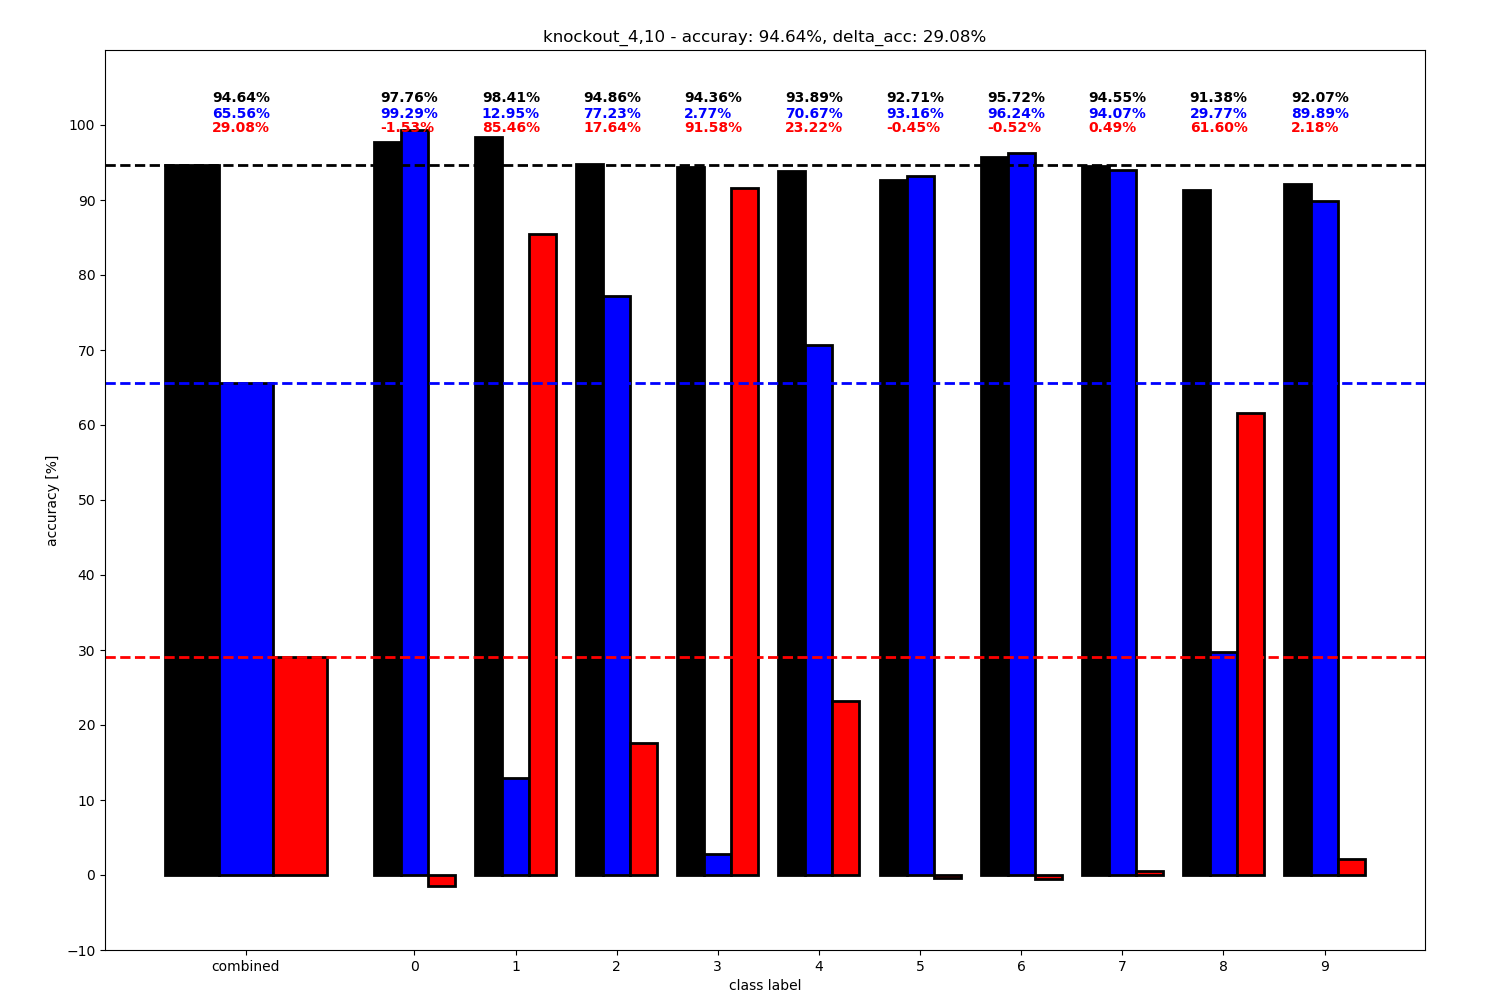 knockout_4,10 - accuray: 94.64%, delta_acc: 29.08%
94.64% 97.76% 98.41% 94.86% 94.36% 93.89% 92.71% 95.72% 94.55% 91.38% 92.07%
65.56% 99.29% 12.95% 77.23% 2.77% 70.67% 93.16% 96.24% 94.07% 29.77% 89.89%
29.08% -1.53% 85.46% 17.64% 91.58% 23.22% -0.45% -0.52% 0.49% 61.60% 2.18%
100
90
80
70
60
50
40
30
20
10
0
−10
accuracy [%]
combined 0 1 2 3 4 5 6 7 8 9
class label